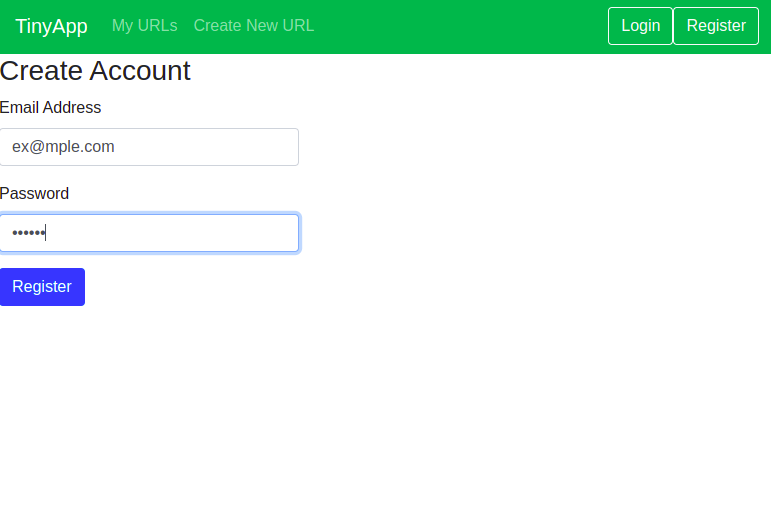 TinyApp My URLs Create New URL Login Register
Create Account
Email Address
ex@mple.com
Password
••••••
Register